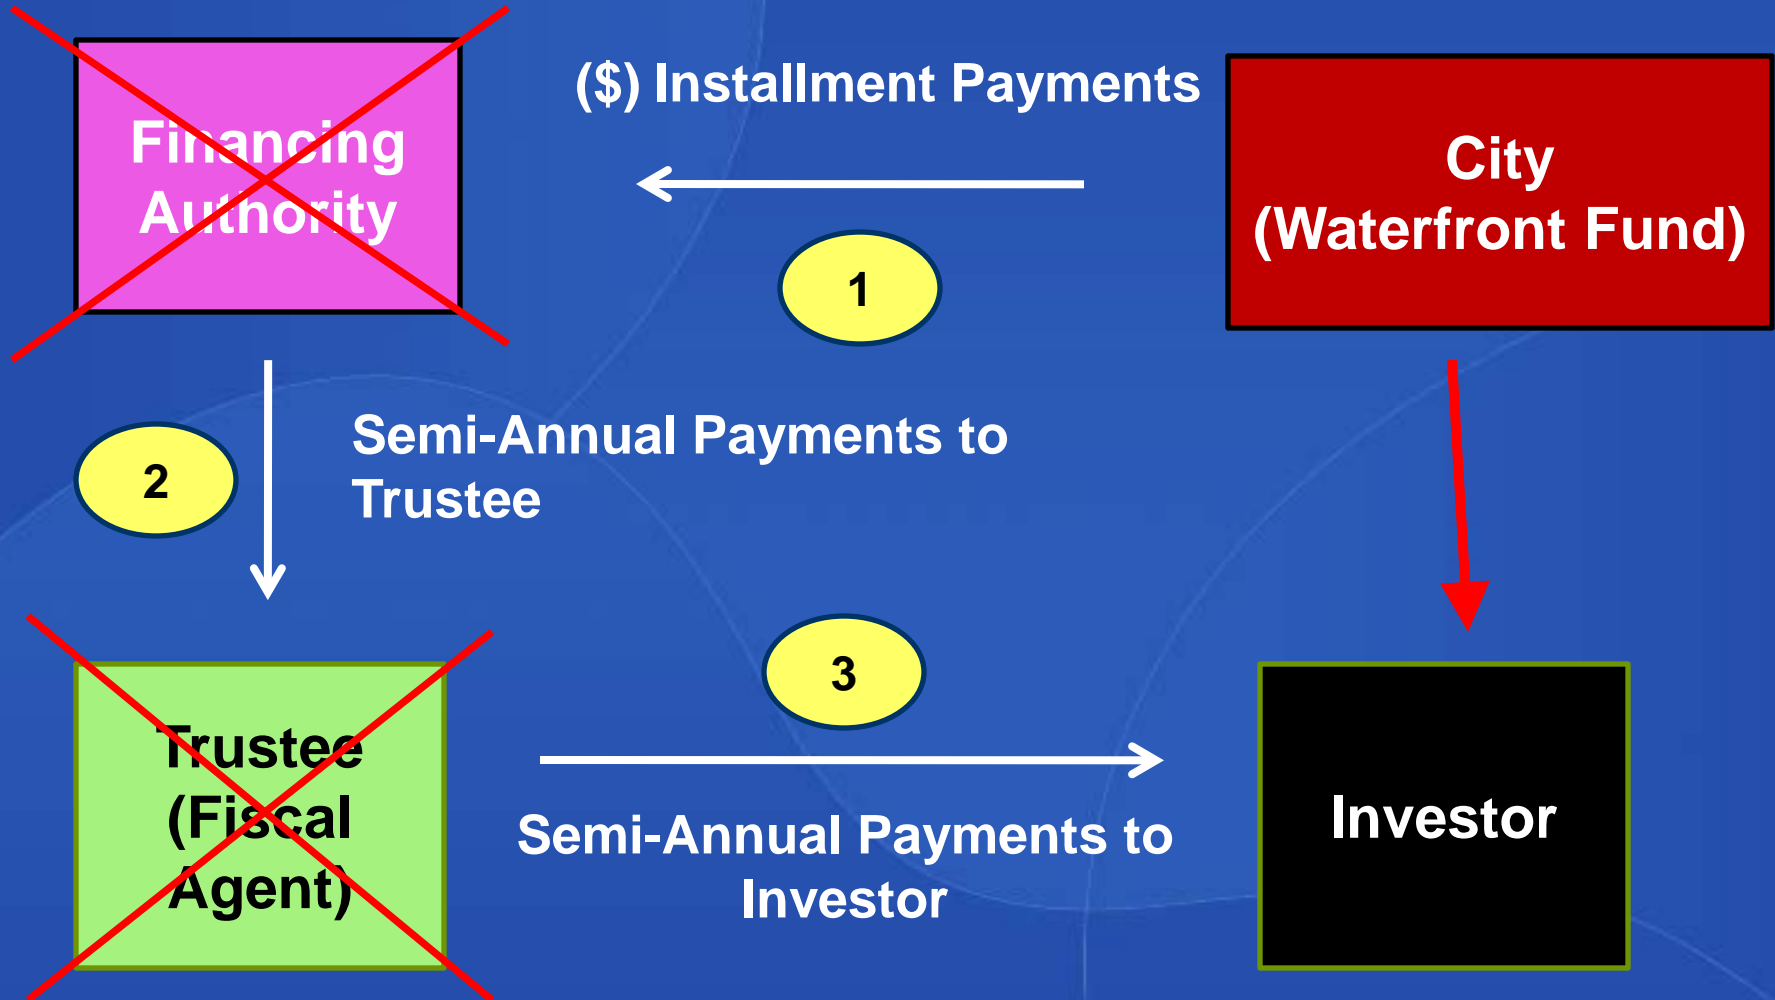 Financing
Authority
($) Installment Payments
City
(Waterfront Fund)
1
2
Semi-Annual Payments to
Trustee
3
Trustee
(Fiscal
Agent)
Semi-Annual Payments to
Investor
Investor